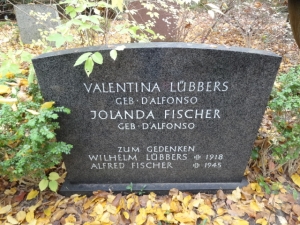 VALENTINA LÜBBERS
GEB · D'ALFONSO
JOLANDA FISCHER
GEB · D'ALFONSO
ZUM GEDENKEN
WILHELM LÜBBERS ✠ 1918
ALFRED FISCHER ✠ 1945